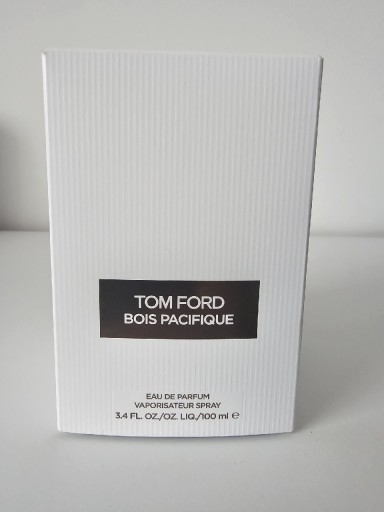 TOM FORD
BOIS PACIFIQUE
EAU DE PARFUM
VAPORISATEUR SPRAY
3.4 FL. OZ./OZ. LIQ./100 ml ℮